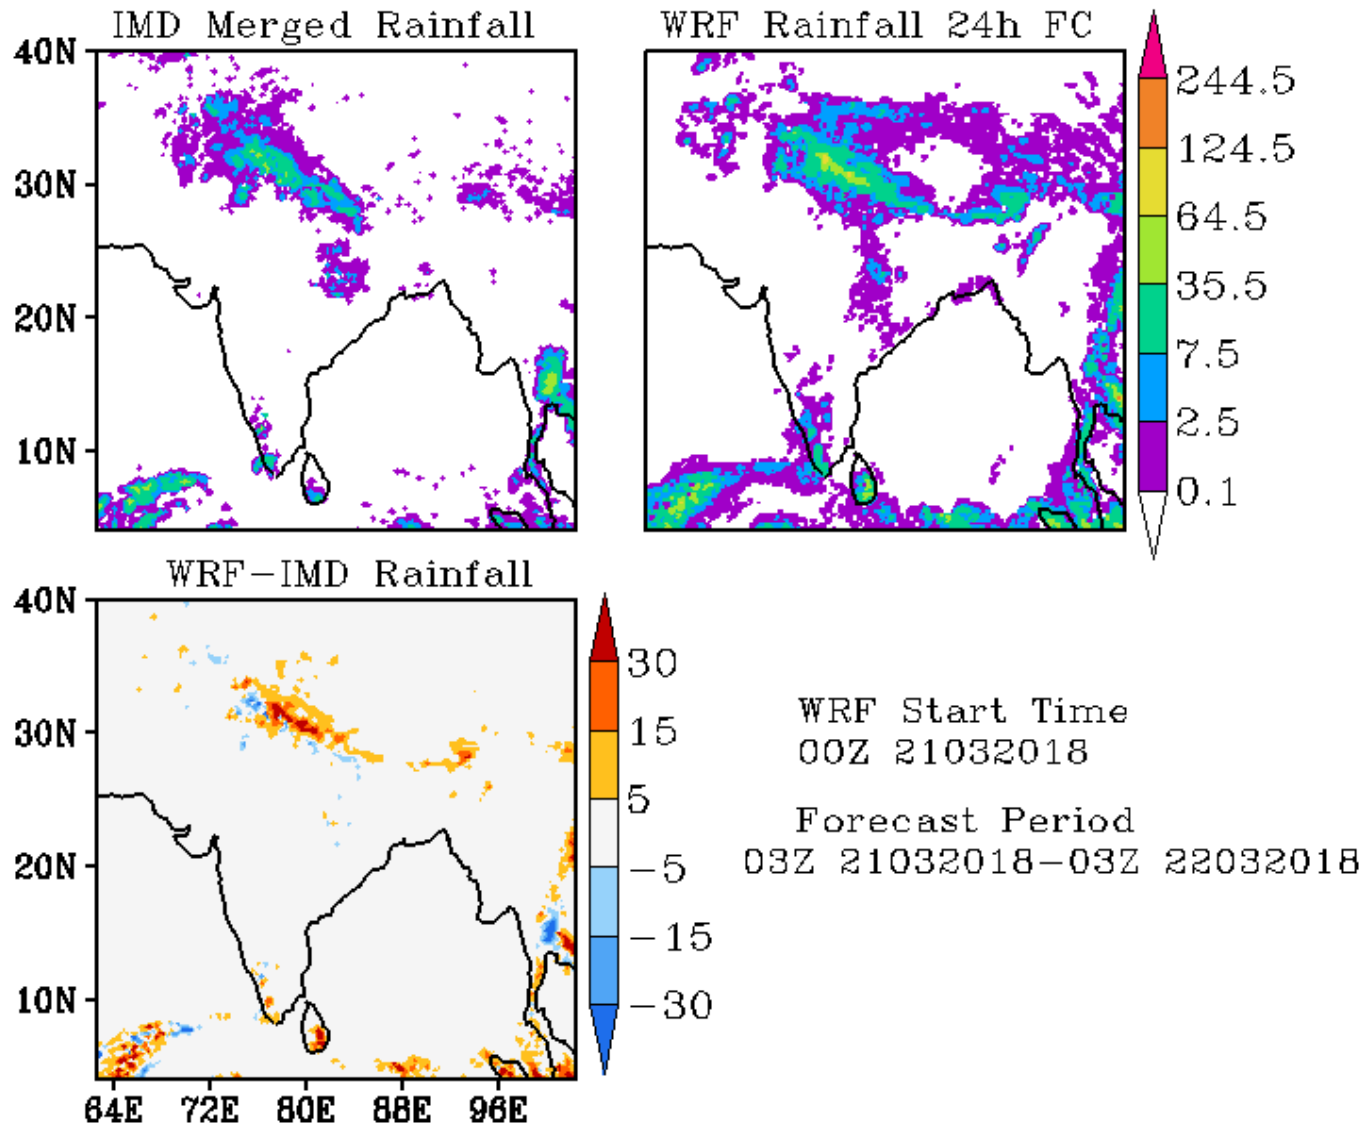 IMD Merged Rainfall
WRF Rainfall 24h FC
40N
30N
20N
10N
244.5
124.5
64.5
35.5
7.5
2.5
0.1
WRF-IMD Rainfall
40N
30N
20N
10N
64E 72E 80E 88E 96E
30
15
5
-5
-15
-30
WRF Start Time
00Z 21032018
Forecast Period
03Z 21032018-03Z 22032018